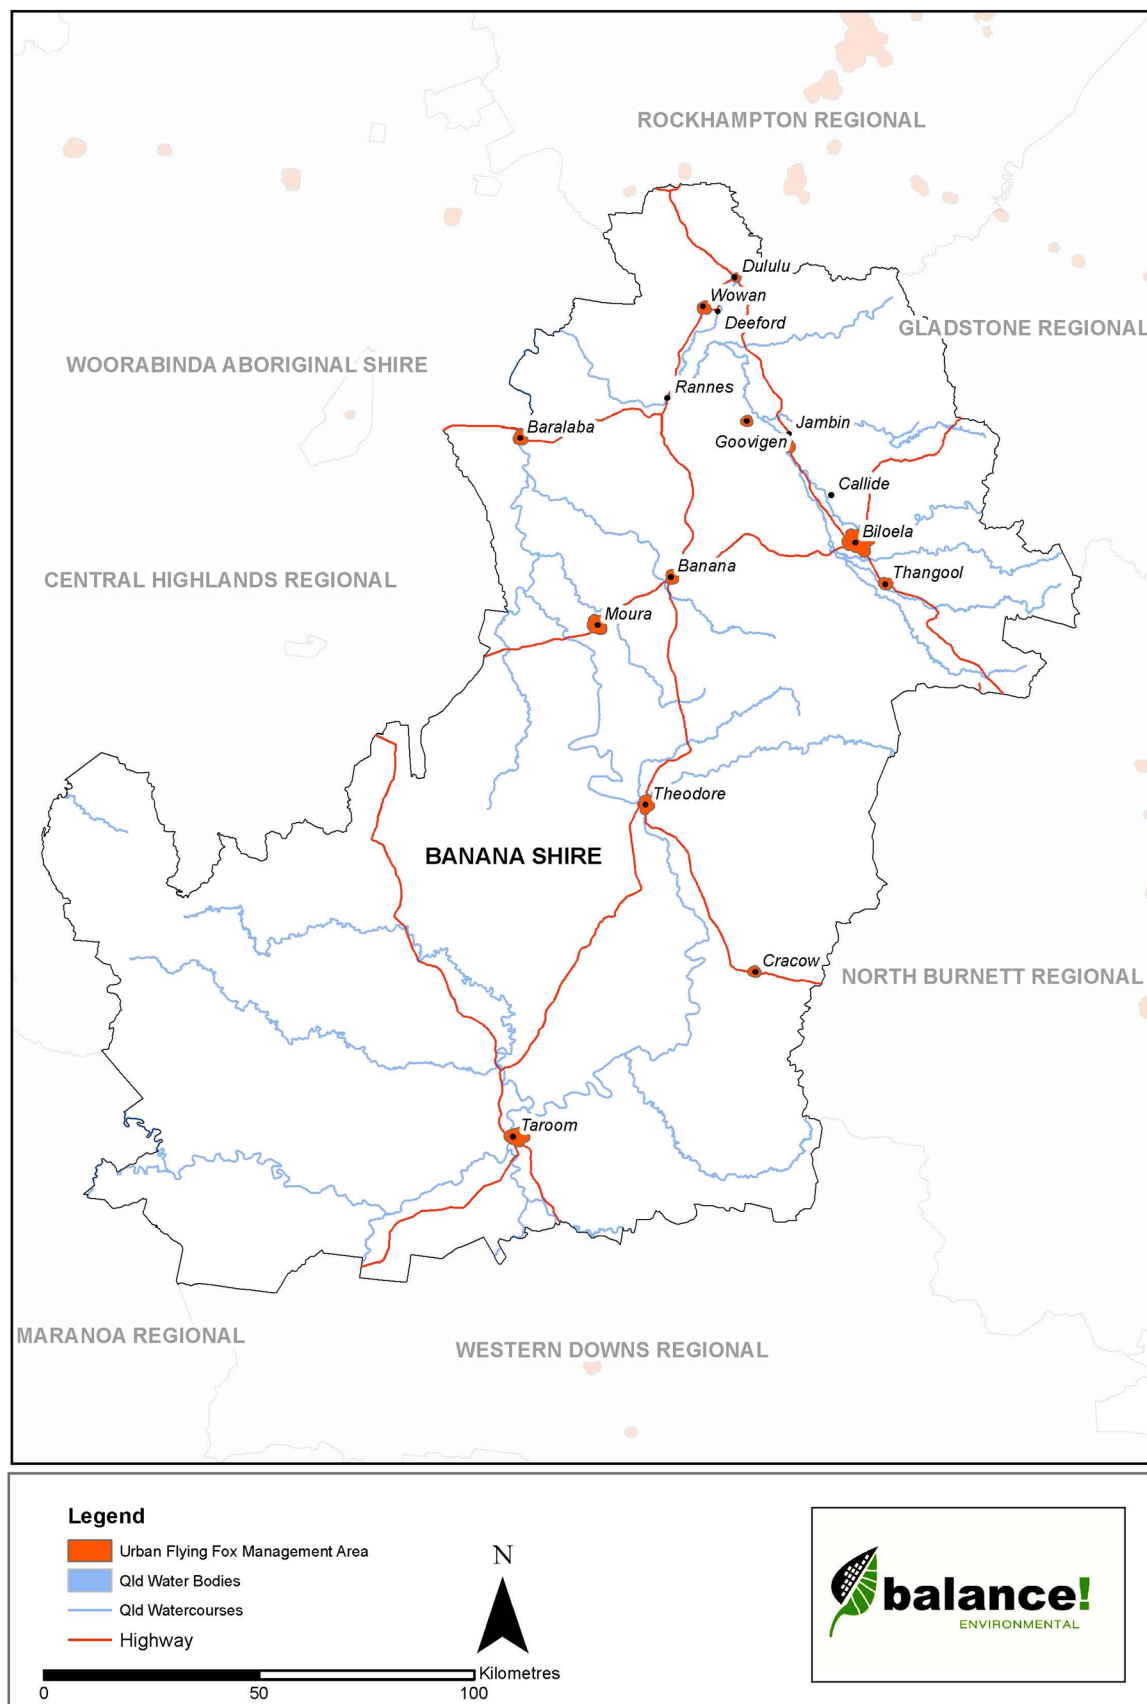 ROCKHAMPTON REGIONAL
Dululu
Wowan
Deeford
GLADSTONE REGIONAL
WOORABINDA ABORIGINAL SHIRE
Rannes
Baralaba
Jambin
Goovigen
Callide
Biloela
Banana
CENTRAL HIGHLANDS REGIONAL
Thangool
Moura
Theodore
BANANA SHIRE
Cracow
NORTH BURNETT REGIONAL
Taroom
MARANOA REGIONAL
WESTERN DOWNS REGIONAL
Legend
Urban Flying Fox Management Area
Qld Water Bodies
Qld Watercourses
Highway
N
Kilometres
0 50 100
balance!
ENVIRONMENTAL